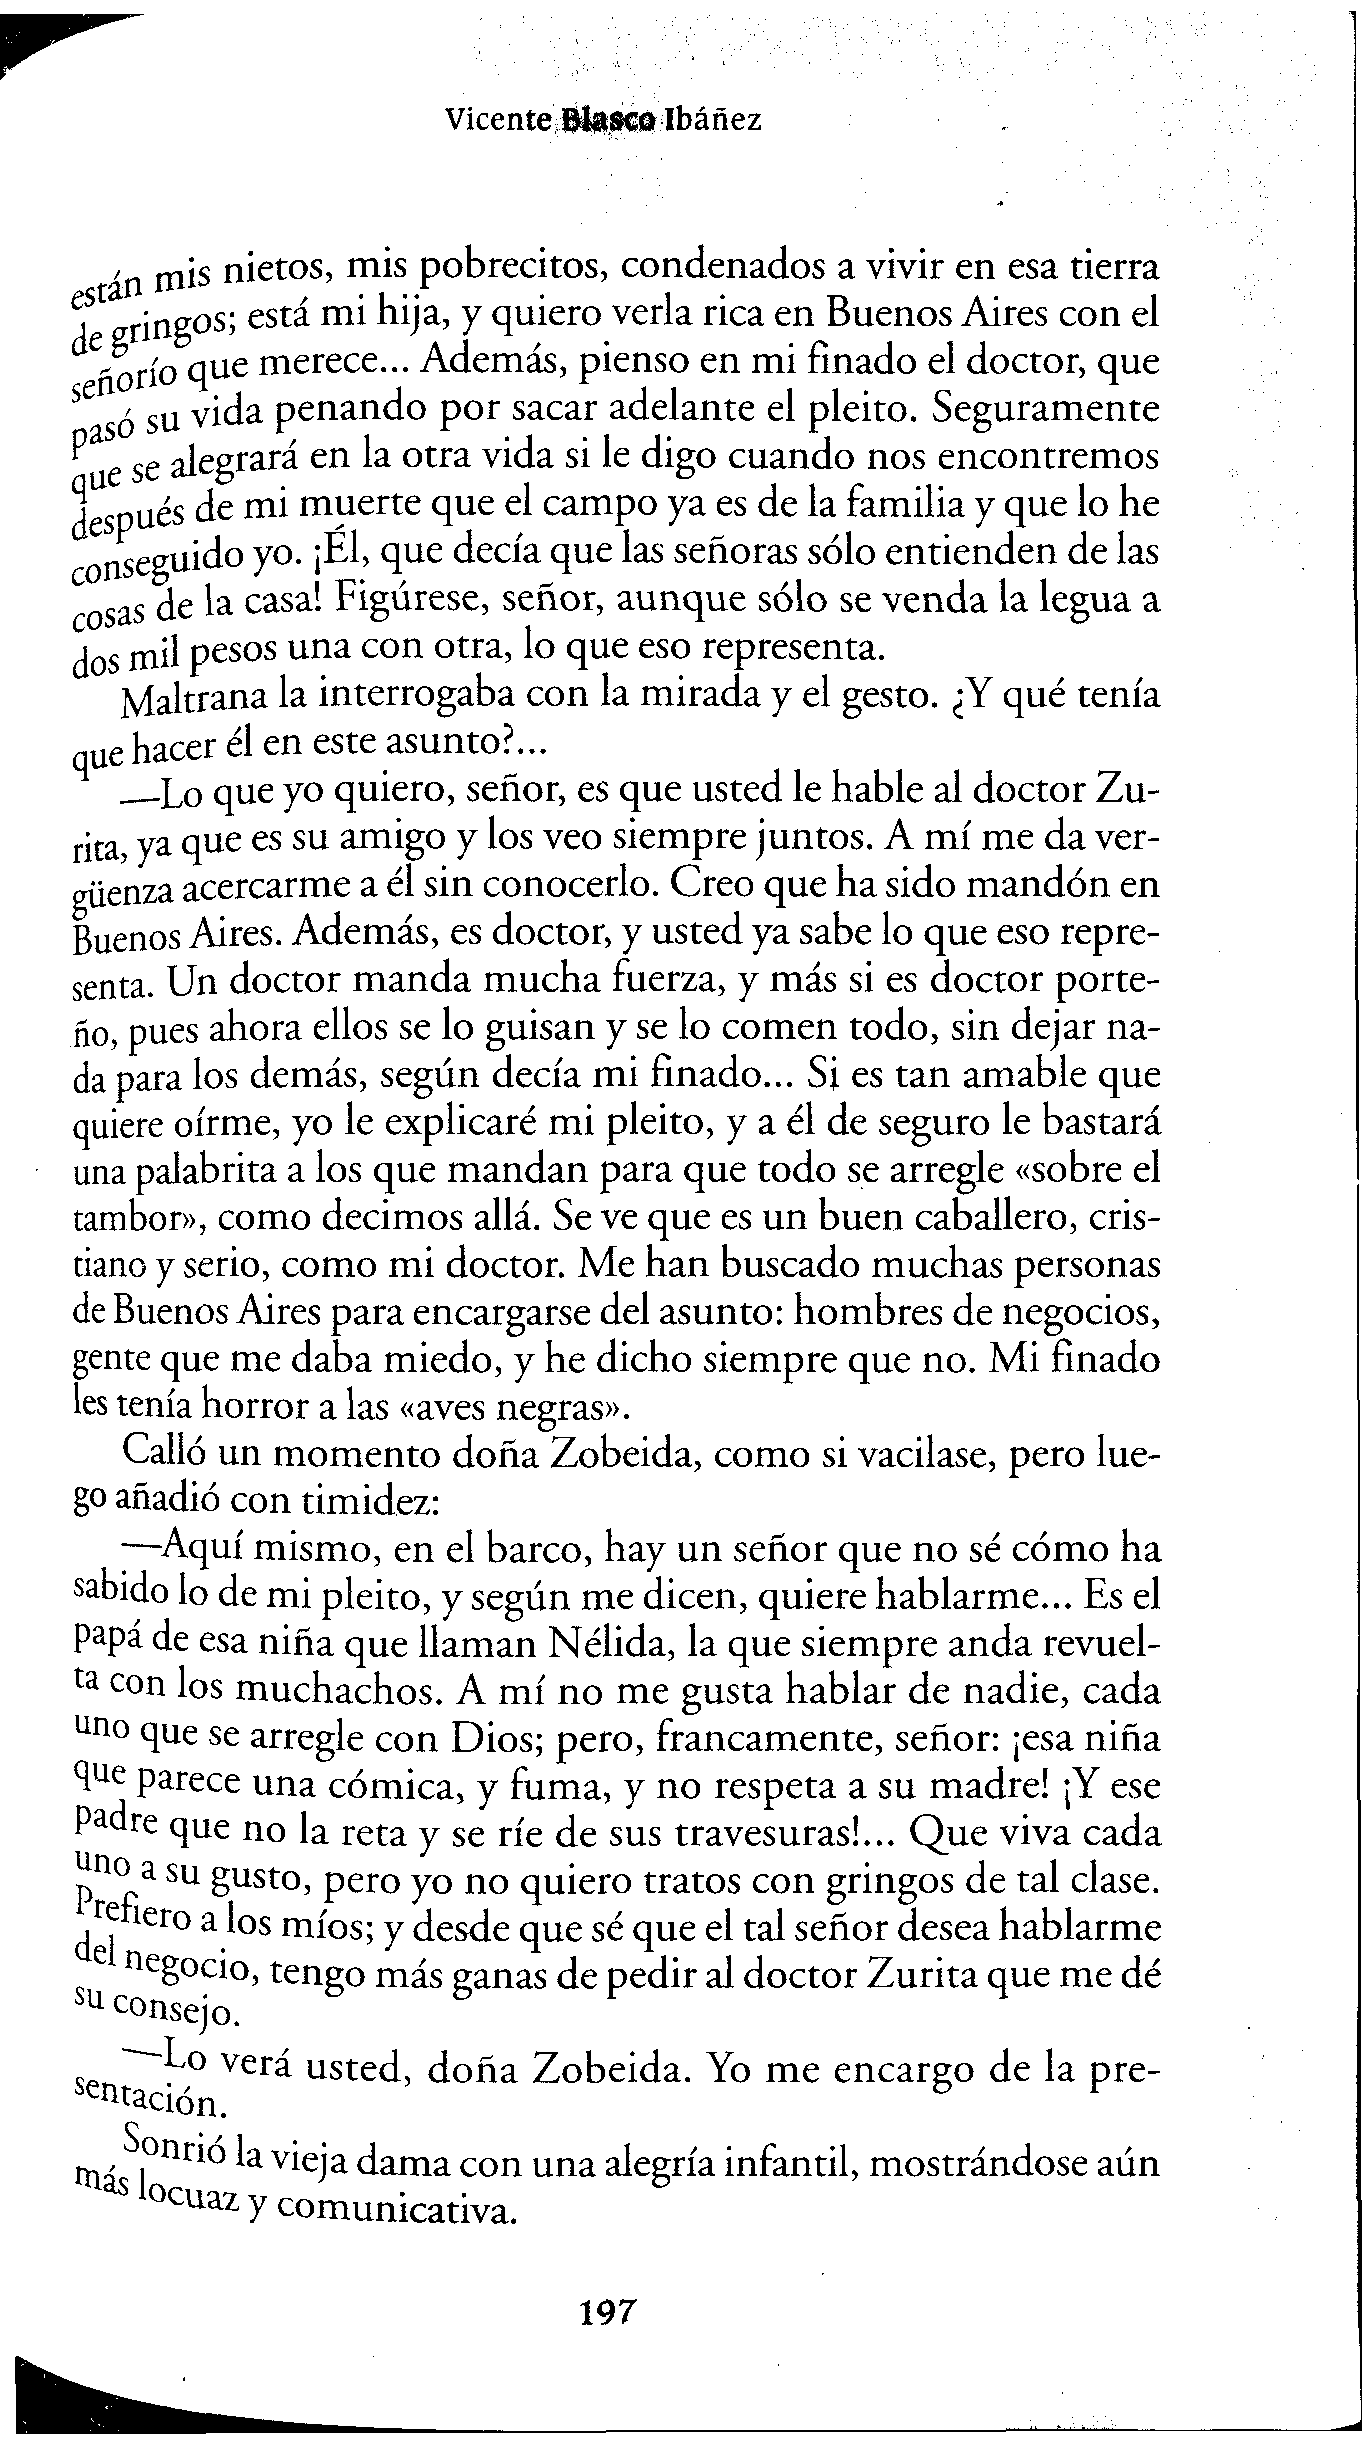 Vicente Blasco Ibáñez
están mis nietos, mis pobrecitos, condenados a vivir en esa tierra
de gringos; está mi hija, y quiero verla rica en Buenos Aires con el
señorío que merece... Además, pienso en mi finado el doctor, que
pasó su vida penando por sacar adelante el pleito. Seguramente
que se alegrará en la otra vida si le digo cuando nos encontremos
después de mi muerte que el campo ya es de la familia y que lo he
conseguido yo. ¡Él, que decía que las señoras sólo entienden de las
cosas de la casa! Figúrese, señor, aunque sólo se venda la legua a
dos mil pesos una con otra, lo que eso representa.
Maltrana la interrogaba con la mirada y el gesto. ¿Y qué tenía
que hacer él en este asunto?...
—Lo que yo quiero, señor, es que usted le hable al doctor Zu-
rita, ya que es su amigo y los veo siempre juntos. A mí me da ver-
güenza acercarme a él sin conocerlo. Creo que ha sido mandón en
Buenos Aires. Además, es doctor, y usted ya sabe lo que eso repre-
senta. Un doctor manda mucha fuerza, y más si es doctor porte-
ño, pues ahora ellos se lo guisan y se lo comen todo, sin dejar na-
da para los demás, según decía mi finado... Si es tan amable que
quiere oírme, yo le explicaré mi pleito, y a él de seguro le bastará
una palabrita a los que mandan para que todo se arregle «sobre el
tambor», como decimos allá. Se ve que es un buen caballero, cris-
tiano y serio, como mi doctor. Me han buscado muchas personas
de Buenos Aires para encargarse del asunto: hombres de negocios,
gente que me daba miedo, y he dicho siempre que no. Mi finado
les tenía horror a las «aves negras».
Calló un momento doña Zobeida, como si vacilase, pero lue-
go añadió con timidez:
—Aquí mismo, en el barco, hay un señor que no sé cómo ha
sabido lo de mi pleito, y según me dicen, quiere hablarme... Es el
papá de esa niña que llaman Nélida, la que siempre anda revuel-
ta con los muchachos. A mí no me gusta hablar de nadie, cada
uno que se arregle con Dios; pero, francamente, señor: ¡esa niña
que parece una cómica, y fuma, y no respeta a su madre! ¡Y ese
padre que no la reta y se ríe de sus travesuras!... Que viva cada
uno a su gusto, pero yo no quiero tratos con gringos de tal clase.
Prefiero a los míos; y desde que sé que el tal señor desea hablarme
del negocio, tengo más ganas de pedir al doctor Zurita que me dé
su consejo.
—Lo verá usted, doña Zobeida. Yo me encargo de la pre-
sentación.
Sonrió la vieja dama con una alegría infantil, mostrándose aún
más locuaz y comunicativa.
197